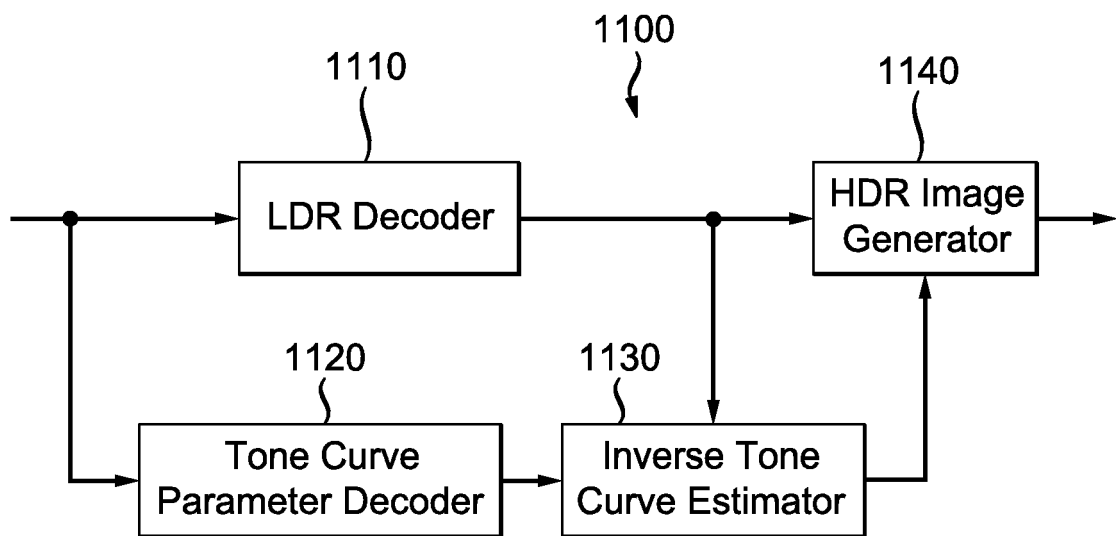 1100
1110
1140
LDR Decoder
HDR Image
Generator
1120
1130
Tone Curve
Parameter Decoder
Inverse Tone
Curve Estimator